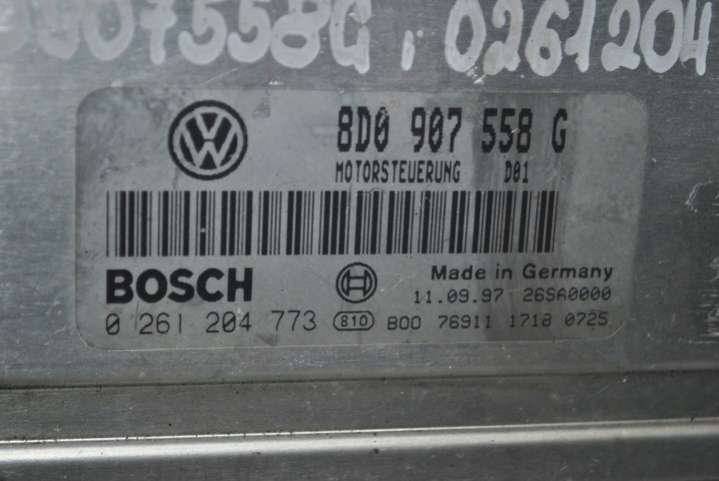 007558G, 0261204
8D0 907 558 G
MOTORSTEUERUNG D01
BOSCH
Made in Germany
11.09.97 26SA0000
0 261 204 773 810 B00 76911 1718 0725